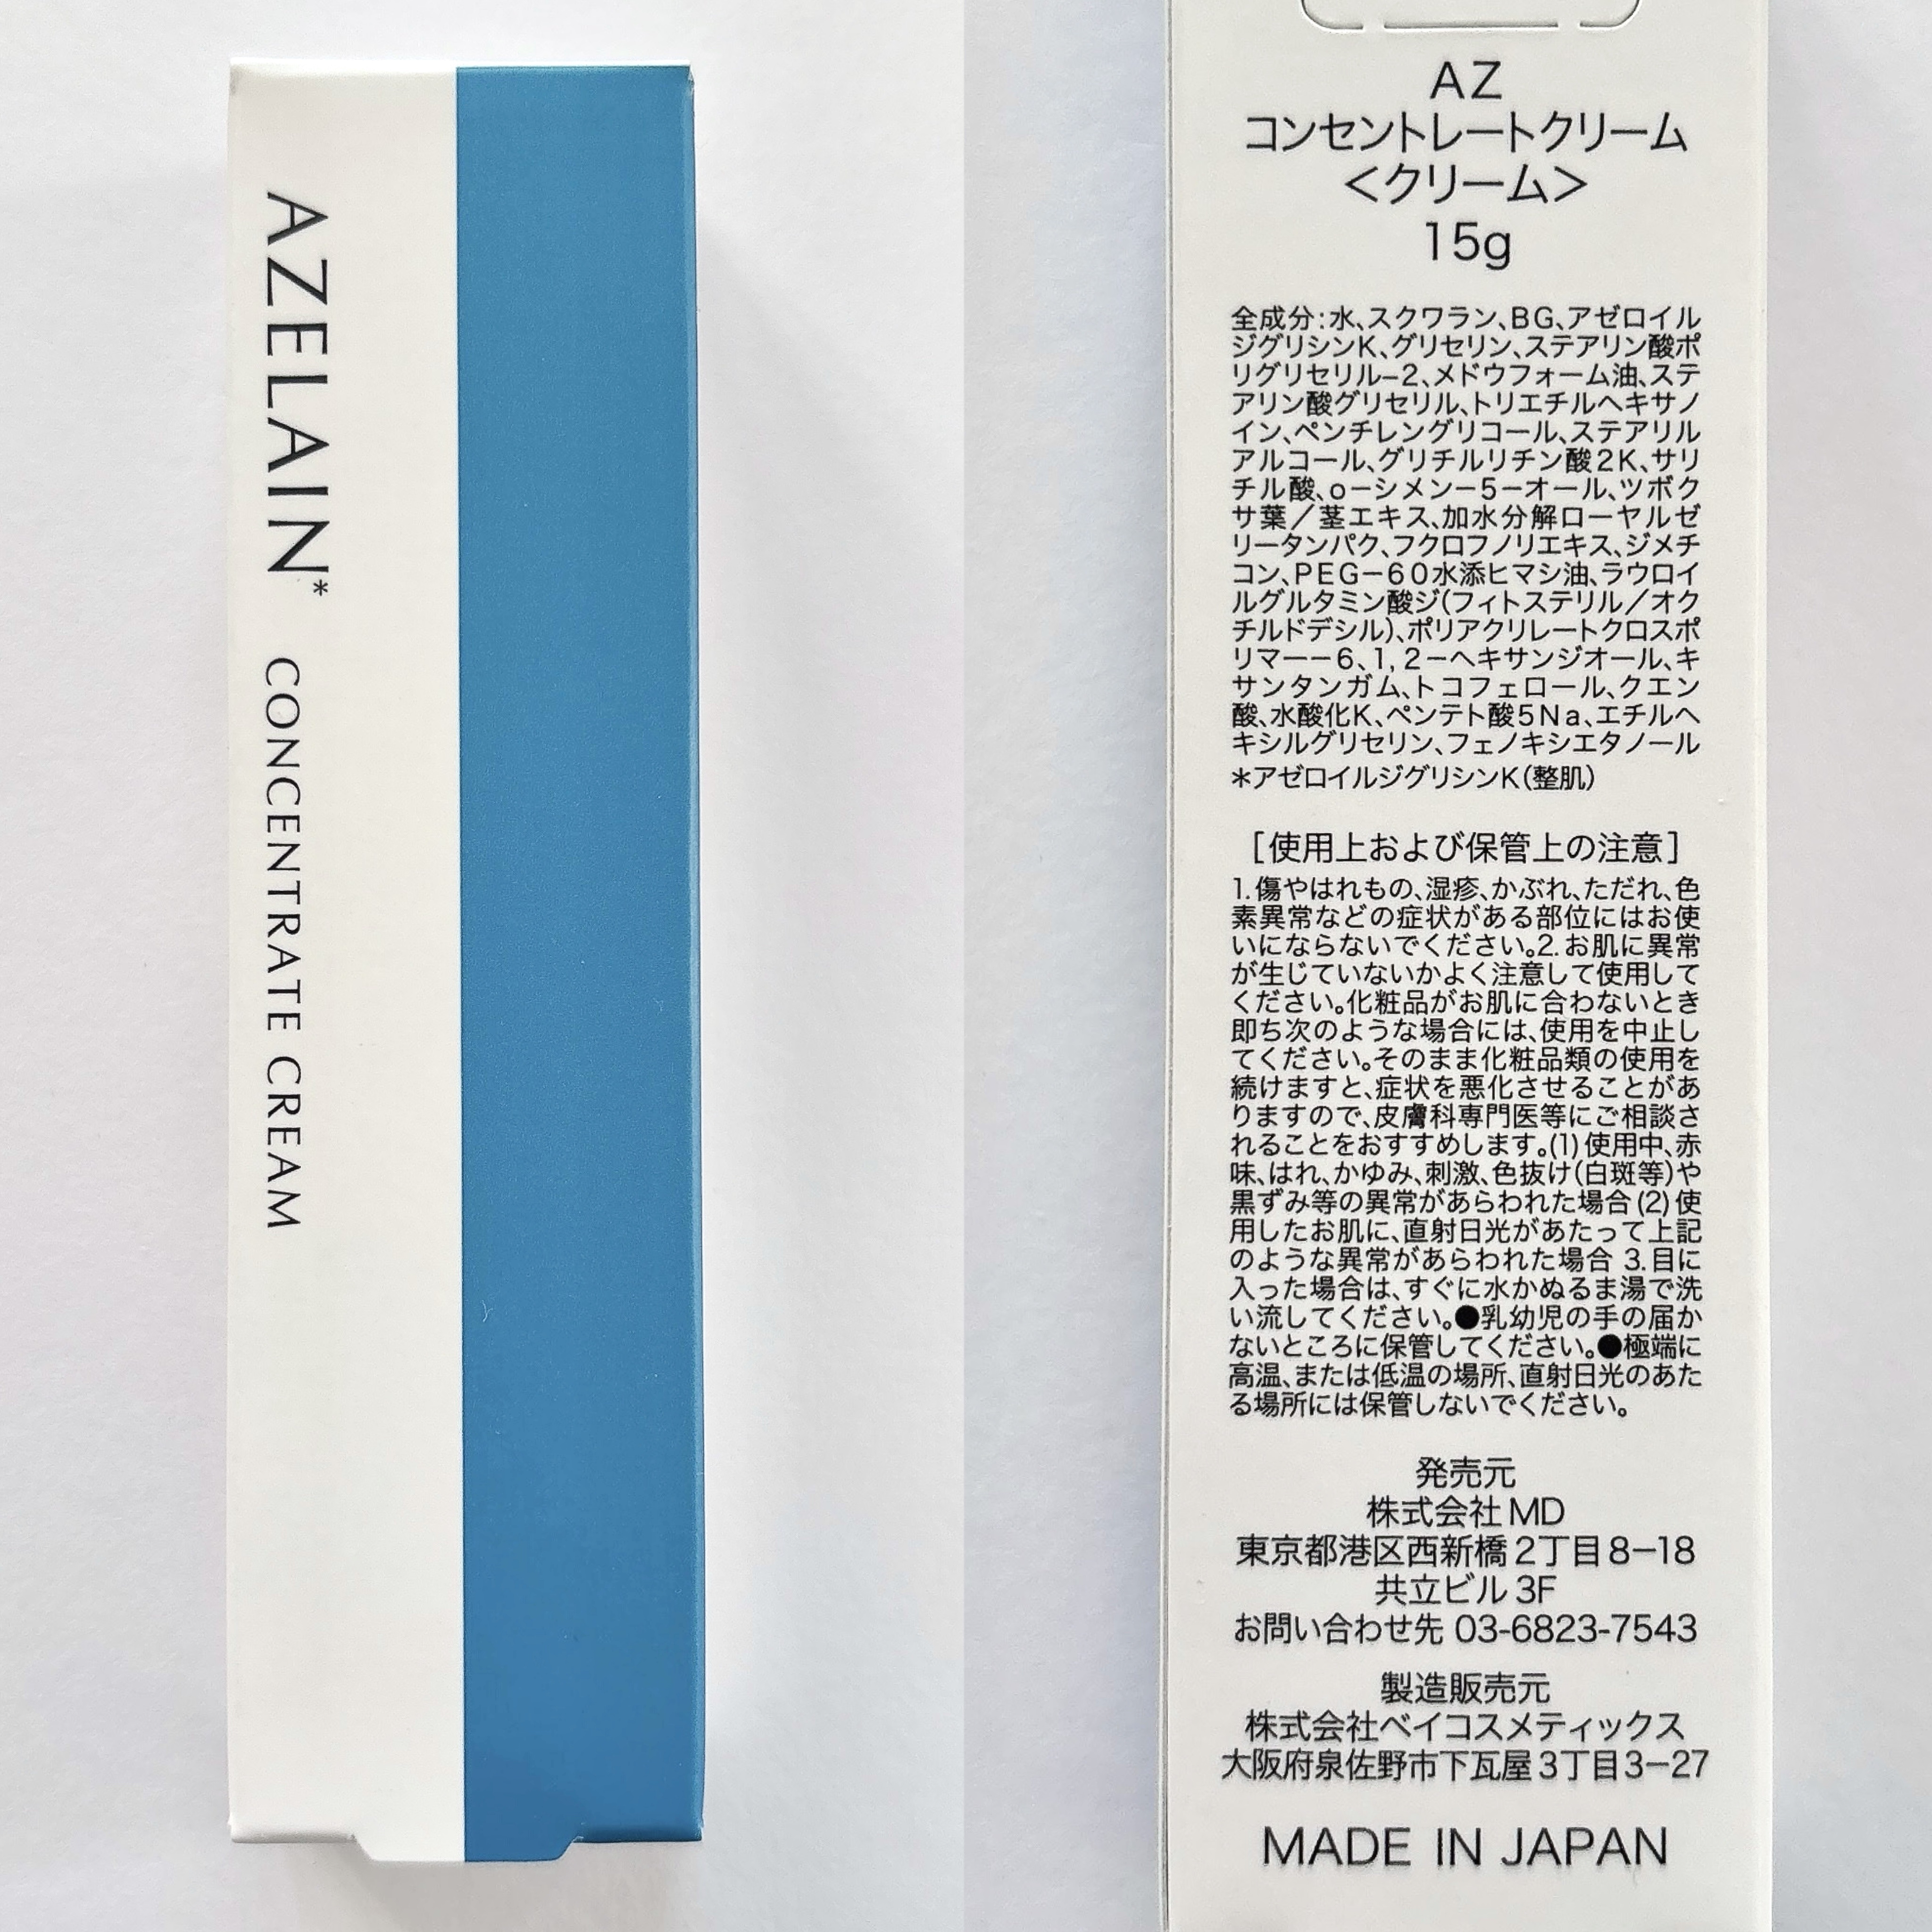 AZELAIN* CONCENTRATE CREAM
AZ
コンセントレートクリーム
＜クリーム＞
15g
全成分:水、スクワラン、BG、アゼロイル
ジグリシンK、グリセリン、ステアリン酸ポ
リグリセリル−2、メドウフォーム油、ステ
アリン酸グリセリル、トリエチルヘキサノ
イン、ペンチレングリコール、ステアリル
アルコール、グリチルリチン酸2K、サリ
チル酸、o−シメン−5−オール、ツボク
サ葉／茎エキス、加水分解ローヤルゼ
リータンパク、フクロフノリエキス、ジメチ
コン、PEG−60水添ヒマシ油、ラウロイ
ルグルタミン酸ジ(フィトステリル／オク
チルドデシル)、ポリアクリレートクロスポ
リマー−6、1,2−ヘキサンジオール、キ
サンタンガム、トコフェロール、クエン
酸、水酸化K、ペンテト酸5Na、エチルヘ
キシルグリセリン、フェノキシエタノール
＊アゼロイルジグリシンK(整肌)
［使用上および保管上の注意］
1.傷やはれもの、湿疹、かぶれ、ただれ、色
素異常などの症状がある部位にはお使
いにならないでください。2.お肌に異常
が生じていないかよく注意して使用して
ください。化粧品がお肌に合わないとき
即ち次のような場合には、使用を中止し
てください。そのまま化粧品類の使用を
続けますと、症状を悪化させることがあ
りますので、皮膚科専門医等にご相談さ
れることをおすすめします。(1)使用中、赤
味、はれ、かゆみ、刺激、色抜け(白斑等)や
黒ずみ等の異常があらわれた場合(2)使
用したお肌に、直射日光があたって上記
のような異常があらわれた場合 3.目に
入った場合は、すぐに水かぬるま湯で洗
い流してください。●乳幼児の手の届か
ないところに保管してください。●極端に
高温、または低温の場所、直射日光のあた
る場所には保管しないでください。
発売元
株式会社MD
東京都港区西新橋2丁目8−18
共立ビル3F
お問い合わせ先 03-6823-7543
製造販売元
株式会社ベイコスメティックス
大阪府泉佐野市下瓦屋3丁目3−27
MADE IN JAPAN